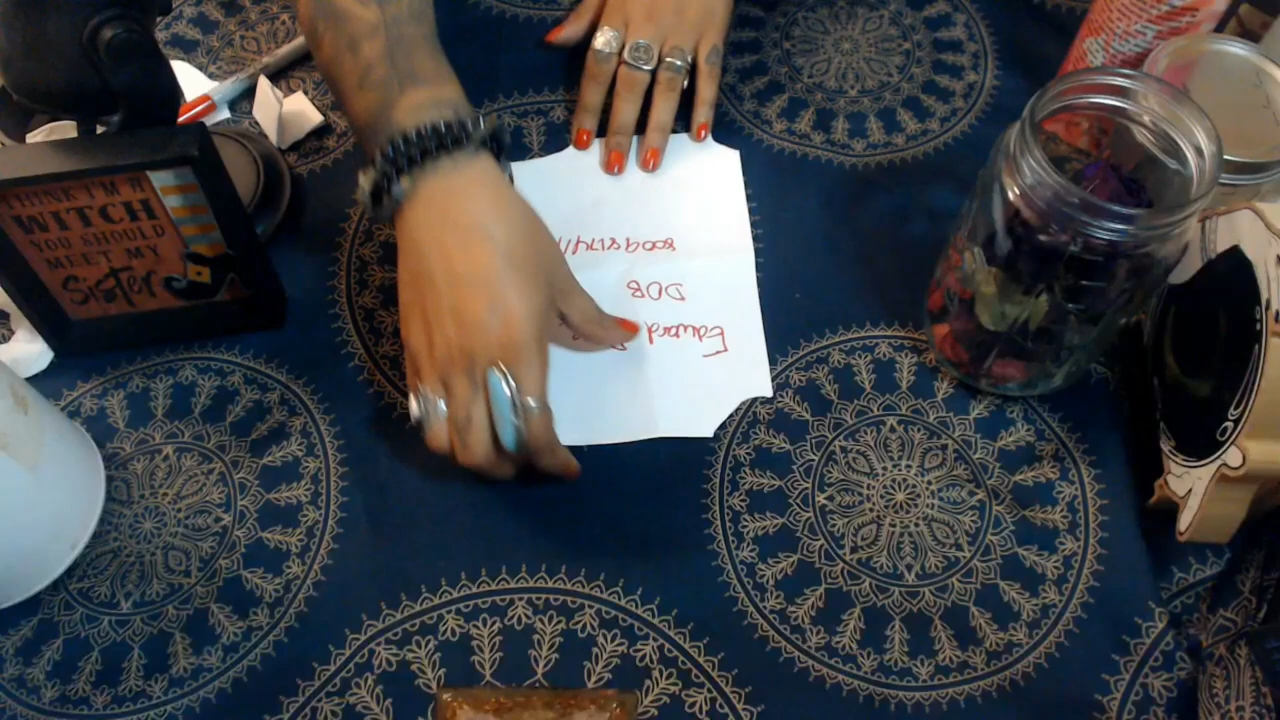 THINK I'M A
WITCH
YOU SHOULD
MEET MY
Sister
Edward
DOB